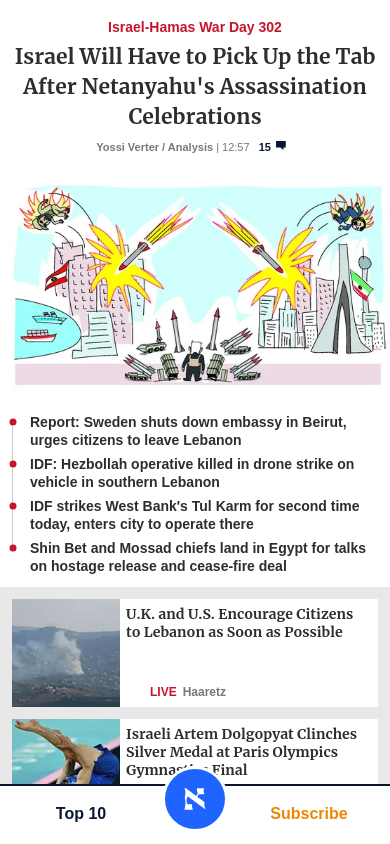 Israel-Hamas War Day 302
Israel Will Have to Pick Up the Tab
After Netanyahu's Assassination
Celebrations
Yossi Verter / Analysis | 12:57 15
Report: Sweden shuts down embassy in Beirut,
urges citizens to leave Lebanon
IDF: Hezbollah operative killed in drone strike on
vehicle in southern Lebanon
IDF strikes West Bank's Tul Karm for second time
today, enters city to operate there
Shin Bet and Mossad chiefs land in Egypt for talks
on hostage release and cease-fire deal
U.K. and U.S. Encourage Citizens
to Lebanon as Soon as Possible
LIVE Haaretz
Israeli Artem Dolgopyat Clinches
Silver Medal at Paris Olympics
Gymnastics Final
Top 10
Subscribe